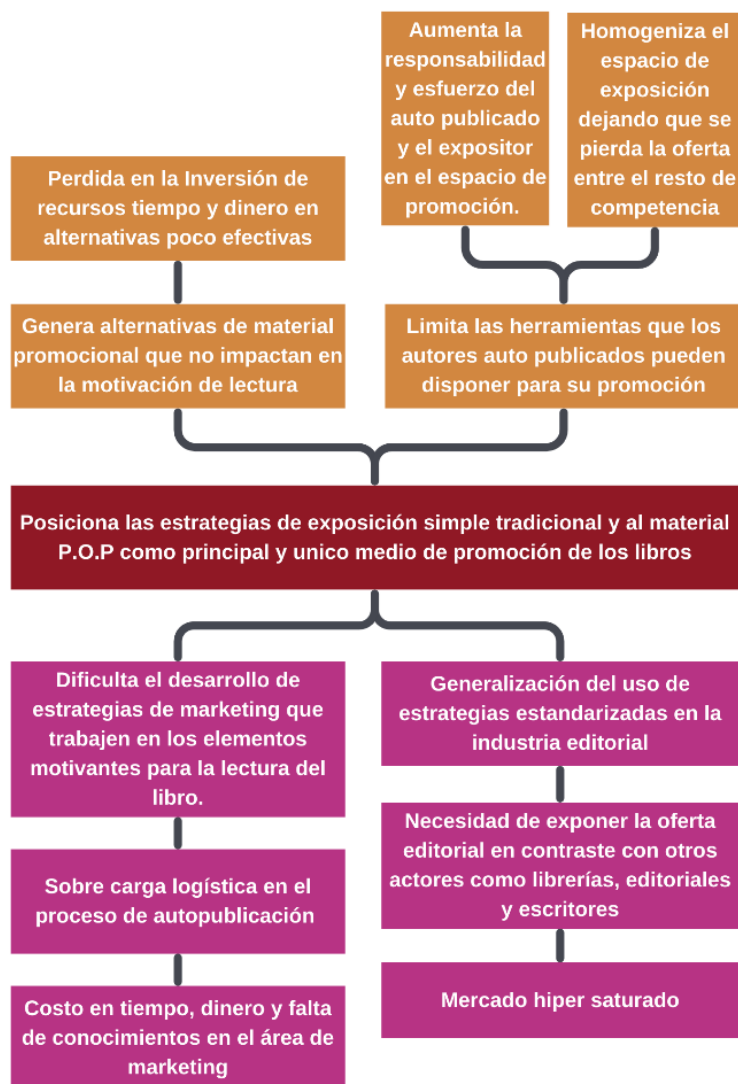 Aumenta la
responsabilidad
y esfuerzo del
auto publicado
y el expositor
en el espacio de
promoción.
Homogeniza el
espacio de
exposición
dejando que se
pierda la oferta
entre el resto de
competencia
Perdida en la Inversión de
recursos tiempo y dinero en
alternativas poco efectivas
Genera alternativas de material
promocional que no impactan en
la motivación de lectura
Limita las herramientas que los
autores auto publicados pueden
disponer para su promoción
Posiciona las estrategias de exposición simple tradicional y al material
P.O.P como principal y unico medio de promoción de los libros
Dificulta el desarrollo de
estrategias de marketing que
trabajen en los elementos
motivantes para la lectura del
libro.
Generalización del uso de
estrategias estandarizadas en la
industria editorial
Sobre carga logística en el
proceso de autopublicación
Necesidad de exponer la oferta
editorial en contraste con otros
actores como librerías, editoriales
y escritores
Costo en tiempo, dinero y falta
de conocimientos en el área de
marketing
Mercado hiper saturado